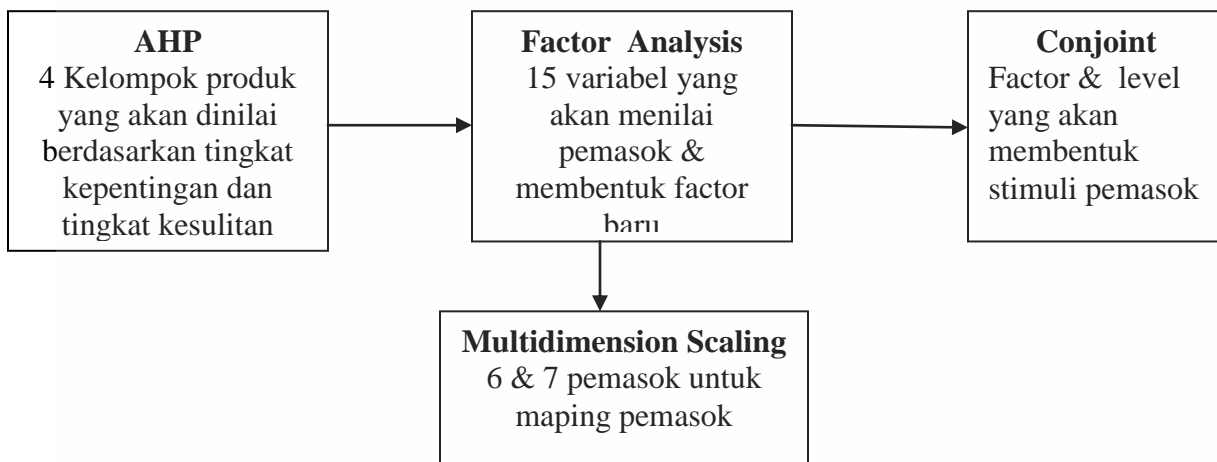 AHP
4 Kelompok produk
yang akan dinilai
berdasarkan tingkat
kepentingan dan
tingkat kesulitan
Factor Analysis
15 variabel yang
akan menilai
pemasok &
membentuk factor
baru
Conjoint
Factor & level
yang akan
membentuk
stimuli pemasok
Multidimension Scaling
6 & 7 pemasok untuk
maping pemasok